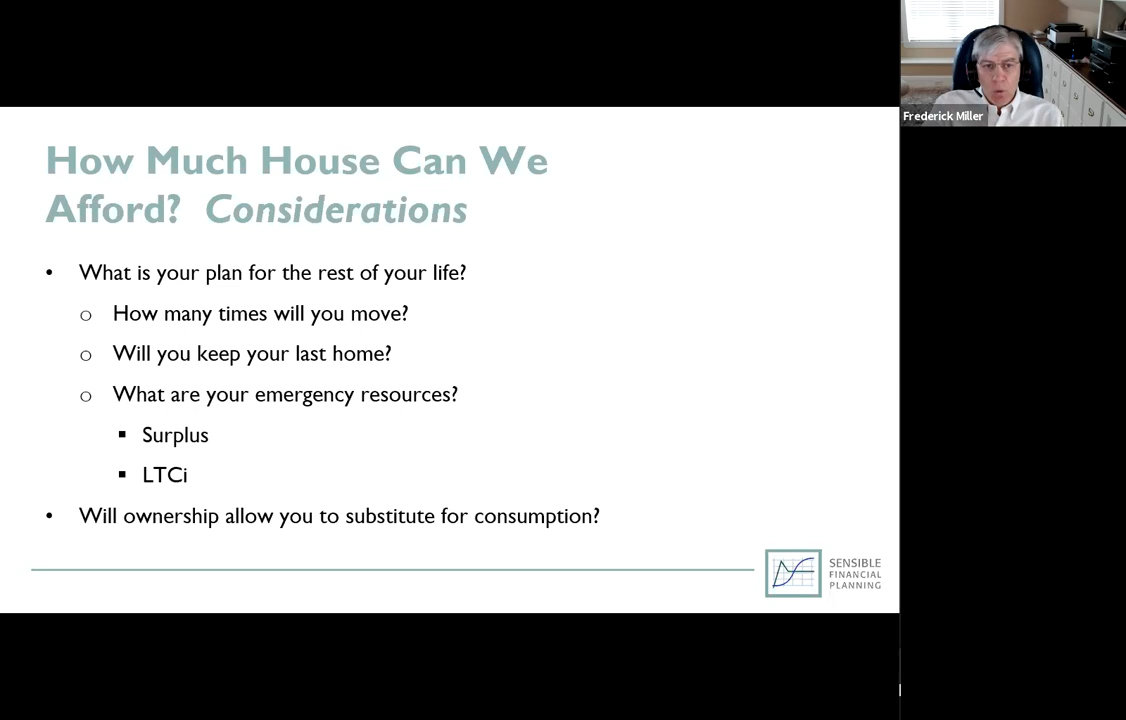 Frederick Miller
How Much House Can We
Afford? Considerations
• What is your plan for the rest of your life?
o How many times will you move?
o Will you keep your last home?
o What are your emergency resources?
▪ Surplus
▪ LTCi
• Will ownership allow you to substitute for consumption?
SENSIBLE
FINANCIAL
PLANNING